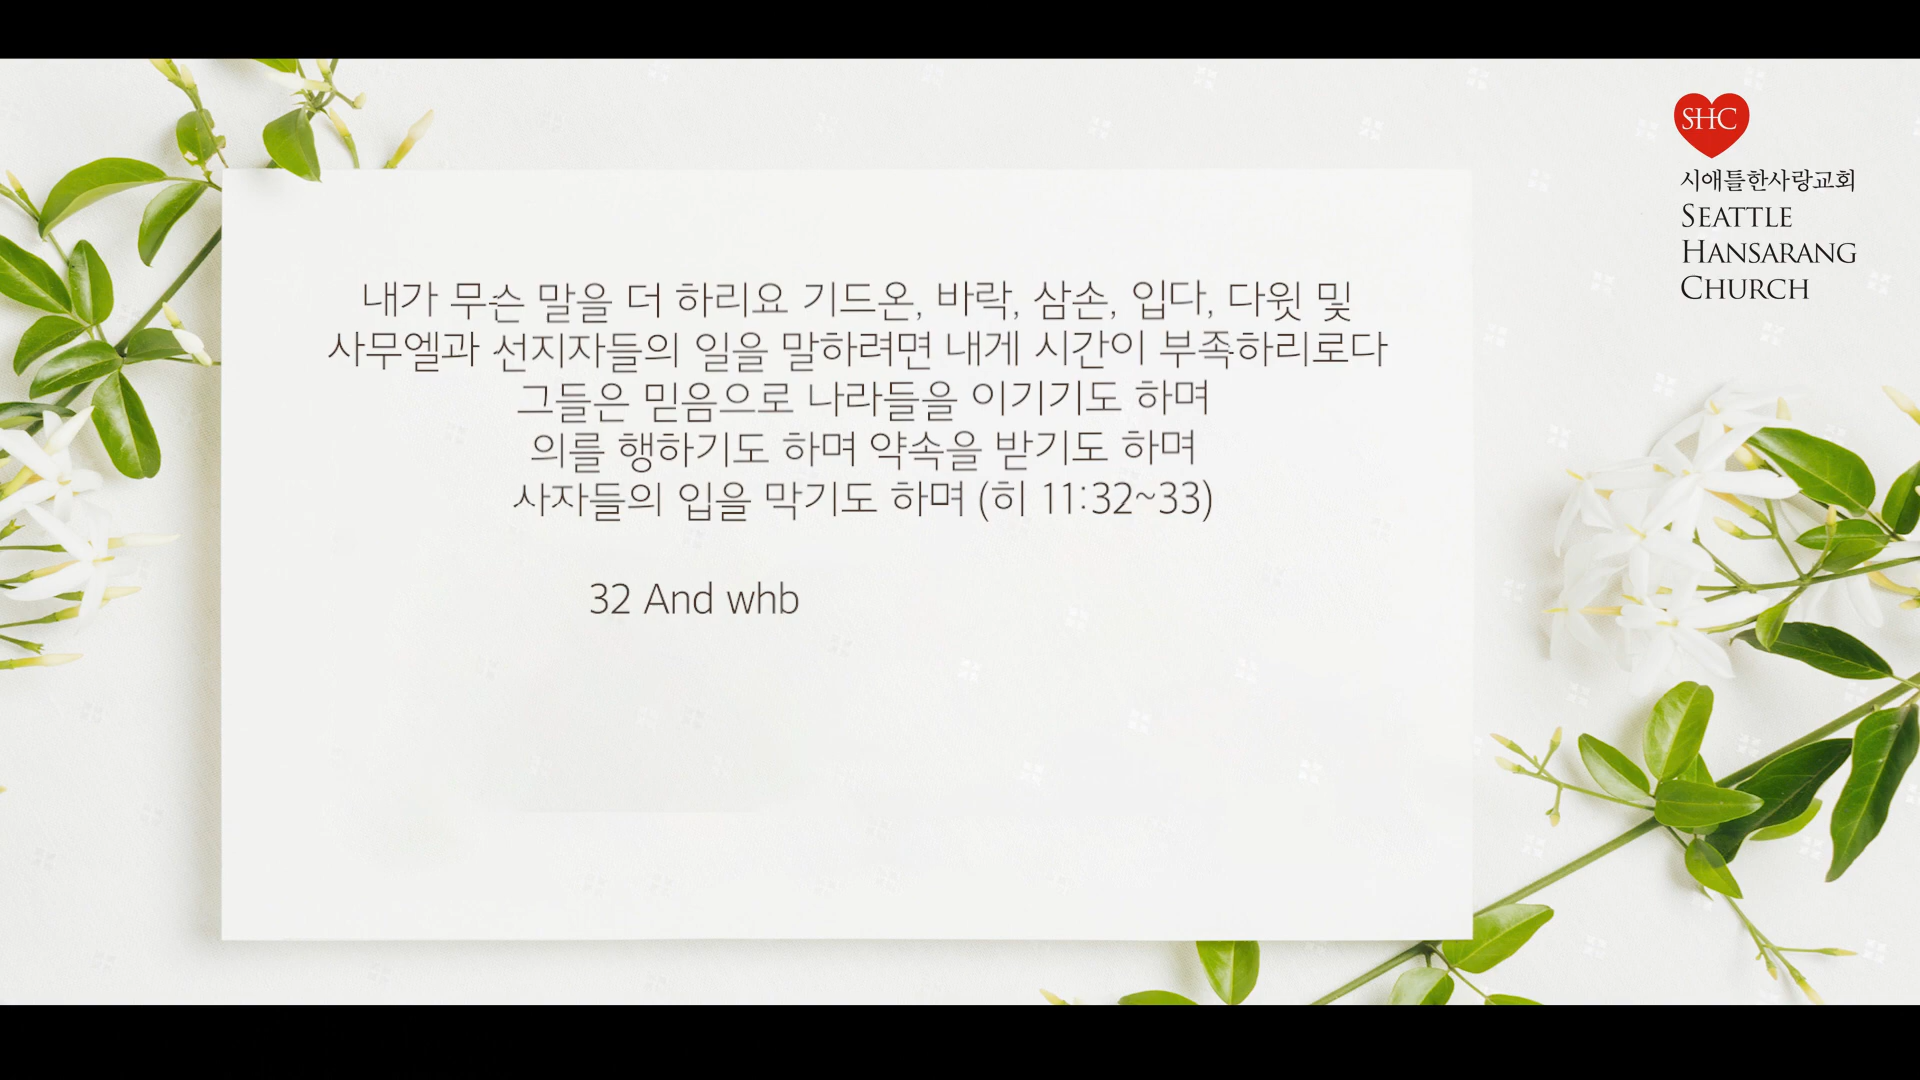 SHC
시애틀한사랑교회
SEATTLE
HANSARANG
CHURCH
내가 무슨 말을 더 하리요 기드온, 바락, 삼손, 입다, 다윗 및
사무엘과 선지자들의 일을 말하려면 내게 시간이 부족하리로다
그들은 믿음으로 나라들을 이기기도 하며
의를 행하기도 하며 약속을 받기도 하며
사자들의 입을 막기도 하며 (히 11:32~33)
32 And whb